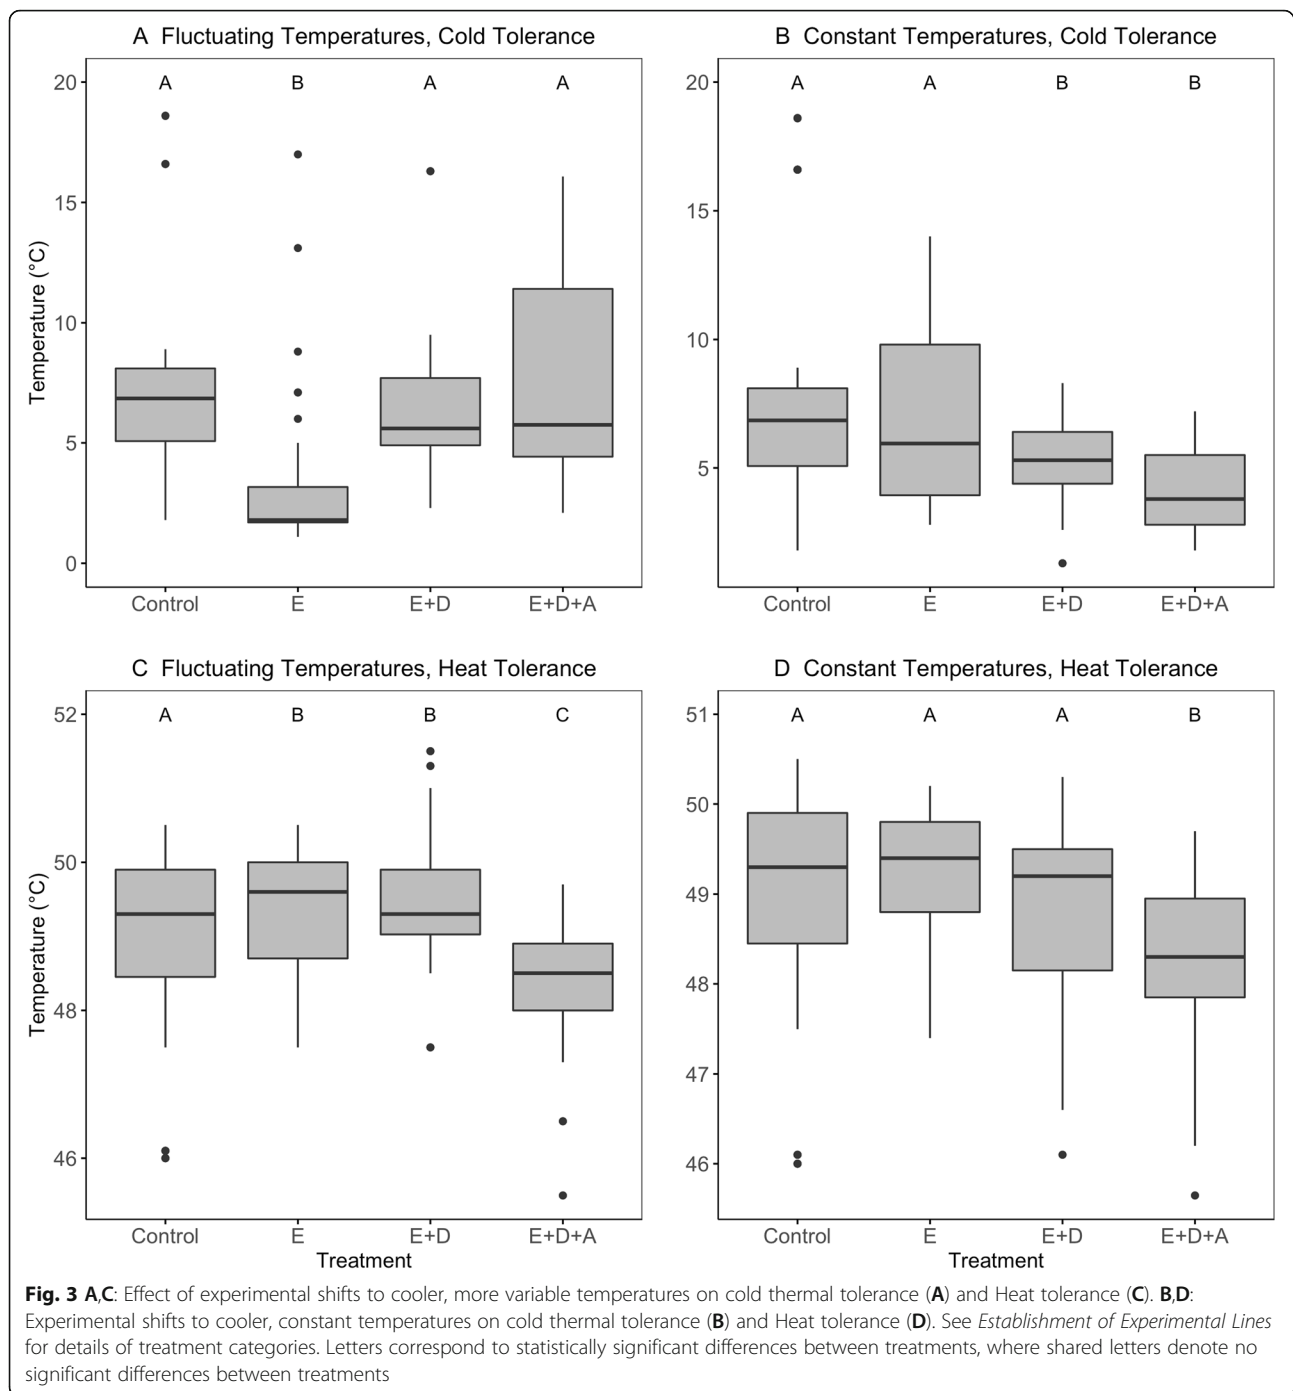 A Fluctuating Temperatures, Cold Tolerance
A B A A
20
15
10
5
0
Temperature (°C)
Control E E+D E+D+A
B Constant Temperatures, Cold Tolerance
A A B B
20
15
10
5
Control E E+D E+D+A
C Fluctuating Temperatures, Heat Tolerance
A B B C
52
50
48
46
Temperature (°C)
Control E E+D E+D+A
Treatment
D Constant Temperatures, Heat Tolerance
A A A B
51
50
49
48
47
46
Control E E+D E+D+A
Treatment
Fig. 3 A,C: Effect of experimental shifts to cooler, more variable temperatures on cold thermal tolerance (A) and Heat tolerance (C). B,D:
Experimental shifts to cooler, constant temperatures on cold thermal tolerance (B) and Heat tolerance (D). See Establishment of Experimental Lines
for details of treatment categories. Letters correspond to statistically significant differences between treatments, where shared letters denote no
significant differences between treatments